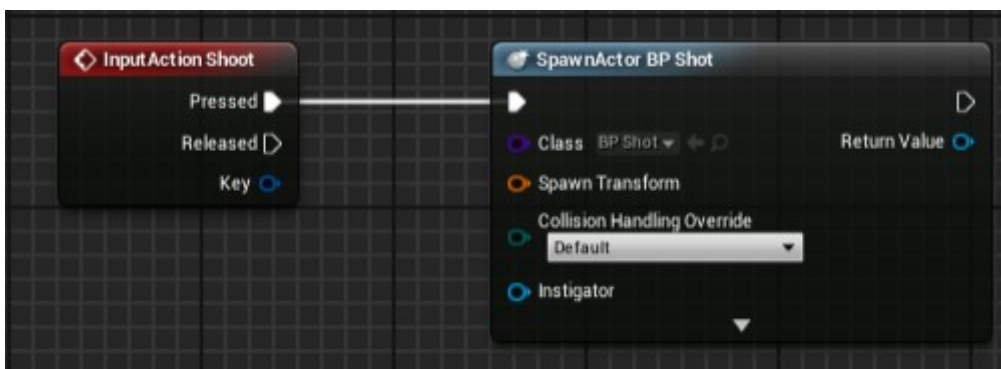 InputAction Shoot
Pressed
Released
Key
SpawnActor BP Shot
Class BP Shot
Return Value
Spawn Transform
Collision Handling Override
Default
Instigator